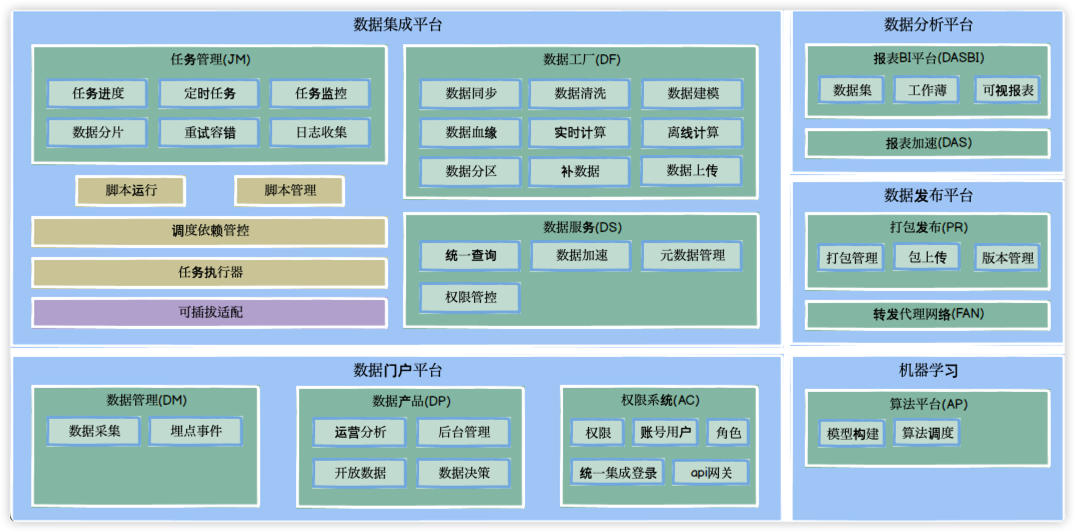 数据集成平台
任务管理(JM)
任务进度
定时任务
任务监控
数据分片
重试容错
日志收集
脚本运行
脚本管理
调度依赖管控
任务执行器
可插拔适配
数据工厂(DF)
数据同步
数据清洗
数据建模
数据血缘
实时计算
离线计算
数据分区
补数据
数据上传
数据服务(DS)
统一查询
数据加速
元数据管理
权限管控
数据分析平台
报表BI平台(DASBI)
数据集
工作薄
可视报表
报表加速(DAS)
数据发布平台
打包发布(PR)
打包管理
包上传
版本管理
转发代理网络(FAN)
数据门户平台
数据管理(DM)
数据采集
埋点事件
数据产品(DP)
运营分析
后台管理
开放数据
数据决策
权限系统(AC)
权限
账号用户
角色
统一集成登录
api网关
机器学习
算法平台(AP)
模型构建
算法调度